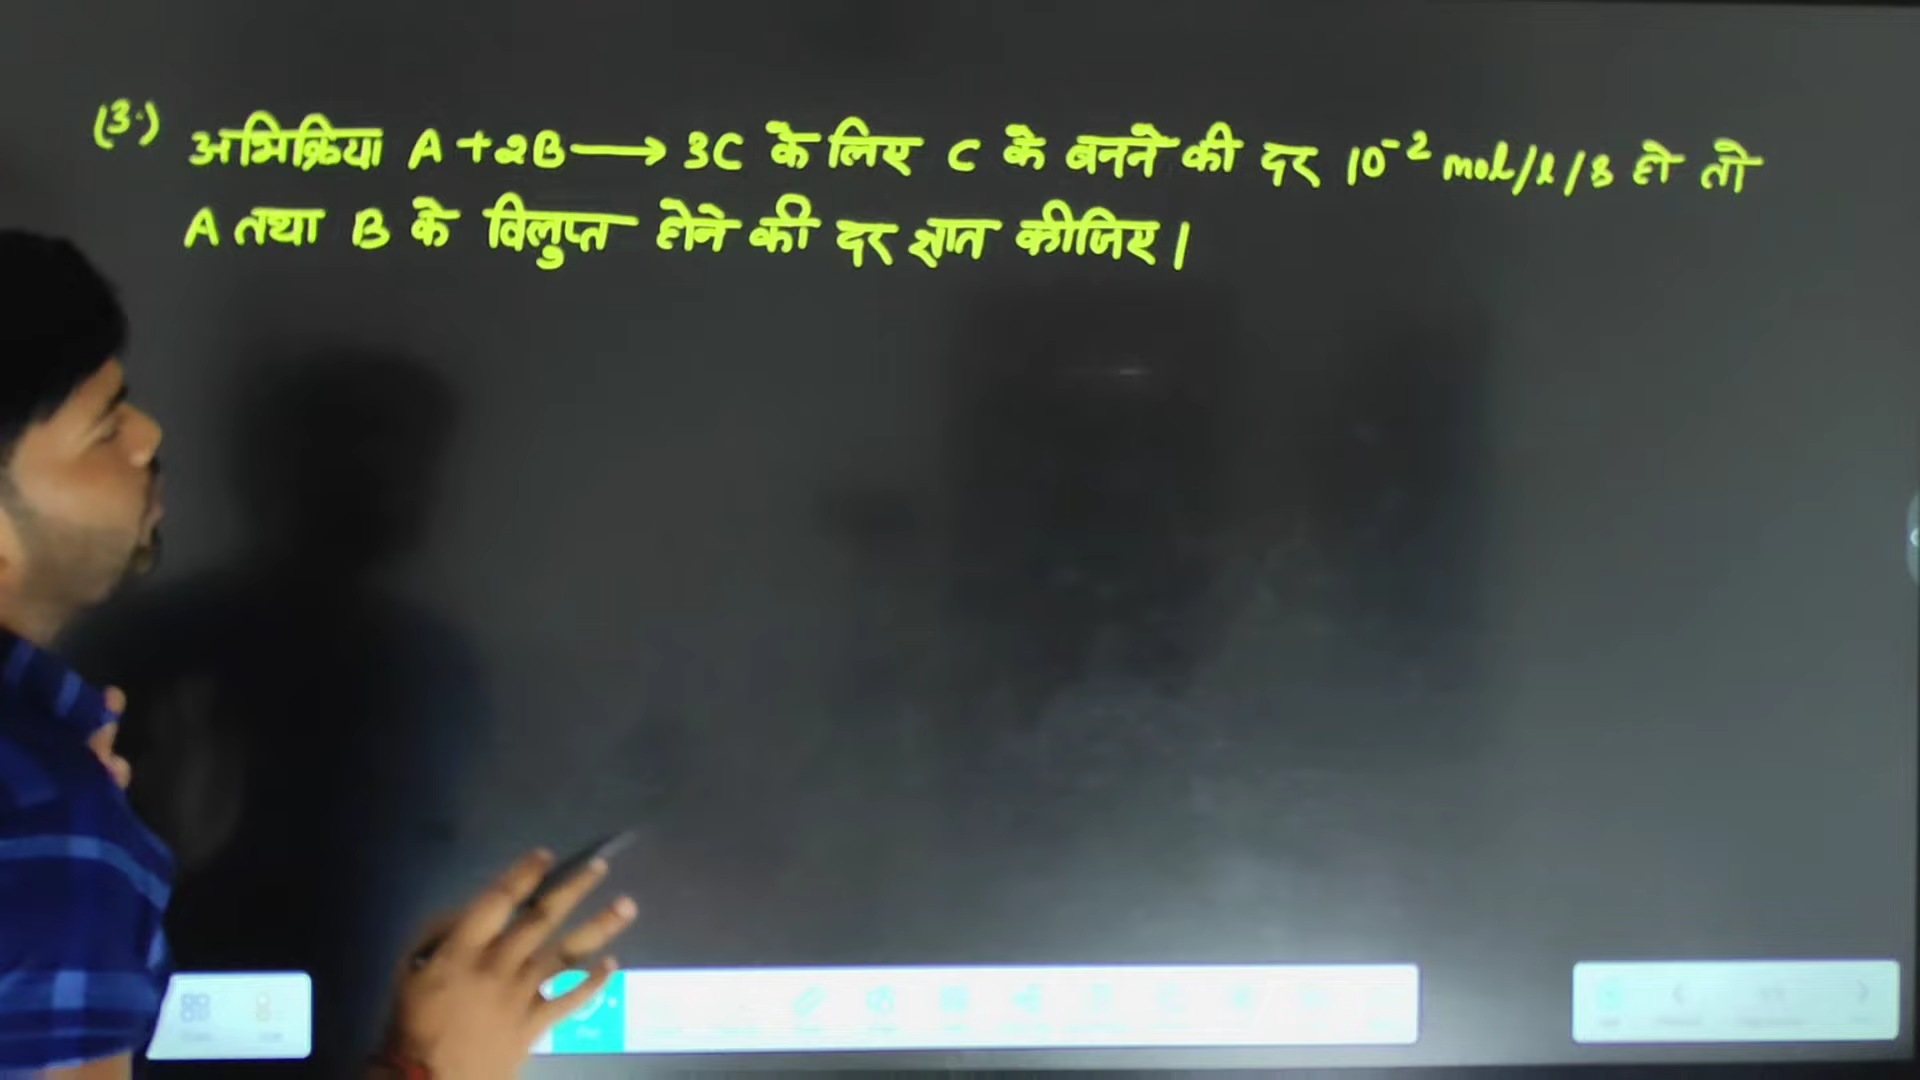 (3.) अभिक्रिया A + 2B ⟶ 3C के लिए C के बनने की दर 10⁻² mol/l/s हो तो
A तथा B के विलुप्त होने की दर ज्ञात कीजिए |